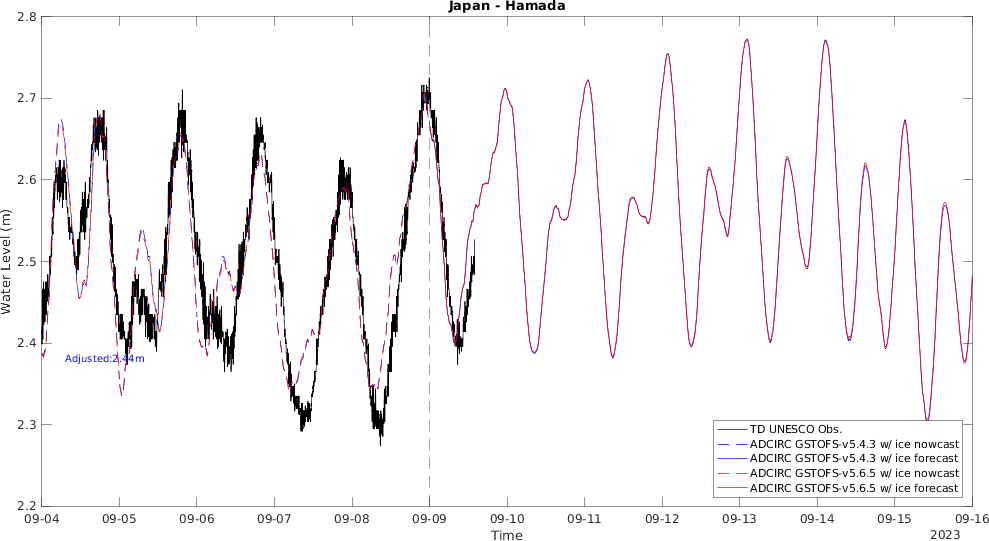 Japan - Hamada
2.8
2.7
2.6
2.5
2.4
2.3
2.2
Water Level (m)
Adjusted:2.44m
TD UNESCO Obs.
ADCIRC GSTOFS-v5.4.3 w/ ice nowcast
ADCIRC GSTOFS-v5.4.3 w/ ice forecast
ADCIRC GSTOFS-v5.6.5 w/ ice nowcast
ADCIRC GSTOFS-v5.6.5 w/ ice forecast
09-04 09-05 09-06 09-07 09-08 09-09 09-10 09-11 09-12 09-13 09-14 09-15 09-16
Time
2023